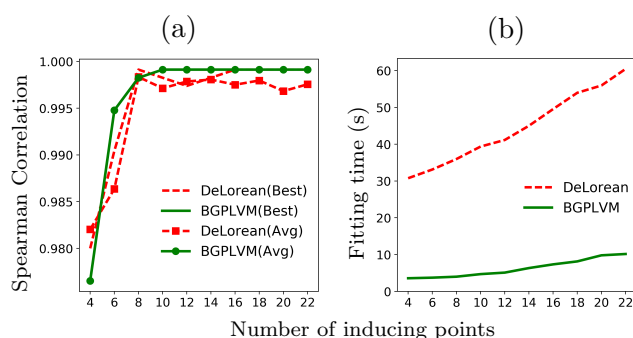 (a)
(b)
Spearman Correlation
1.000
0.995
0.990
0.985
0.980
DeLorean(Best)
BGPLVM(Best)
DeLorean(Avg)
BGPLVM(Avg)
4 6 8 10 12 14 16 18 20 22
Fitting time (s)
60
50
40
30
20
10
0
DeLorean
BGPLVM
4 6 8 10 12 14 16 18 20 22
Number of inducing points